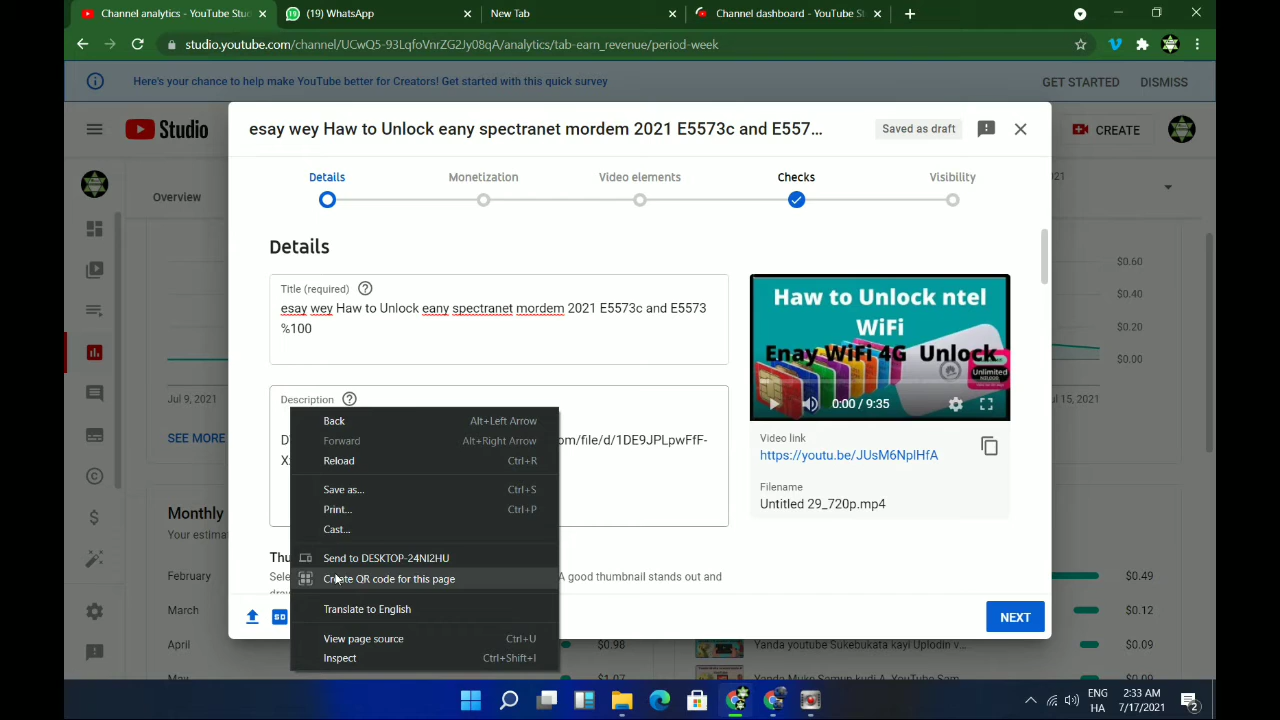 Channel analytics - YouTube Stu
(19) WhatsApp
New Tab
Channel dashboard - YouTube St
studio.youtube.com/channel/UCwQ5-93LqfoVnrZG2Jy08qA/analytics/tab-earn_revenue/period-week
Here's your chance to help make YouTube better for Creators! Get started with this quick survey
GET STARTED
DISMISS
Studio
CREATE
Overview
esay wey Haw to Unlock eany spectranet mordem 2021 E5573c and E557...
Saved as draft
Details
Monetization
Video elements
Checks
Visibility
Details
Title (required)
esay wey Haw to Unlock eany spectranet mordem 2021 E5573c and E5573
%100
Description
om/file/d/1DE9JPLpwFfF-
Back Alt+Left Arrow
Forward Alt+Right Arrow
Reload Ctrl+R
Save as... Ctrl+S
Print... Ctrl+P
Cast...
Send to DESKTOP-24NI2HU
Create QR code for this page
Translate to English
View page source Ctrl+U
Inspect Ctrl+Shift+I
Thu
Sele
A good thumbnail stands out and
Haw to Unlock ntel
WiFi
Enay WiFi 4G Unlock
Unlimited
0:00 / 9:35
Video link
https://youtu.be/JUsM6NplHfA
Filename
Untitled 29_720p.mp4
NEXT
$0.60
$0.40
$0.20
$0.00
Jul 9, 2021
Jul 15, 2021
SEE MORE
Monthly
Your estima
February
March
April
May
$0.98
$0.49
$0.12
$0.09
$0.09
Yanda youtube Sukebukata kayi Uplodin v
Yanda Muke Samun kudi A YouTube Sam
ENG
HA
2:33 AM
7/17/2021
2